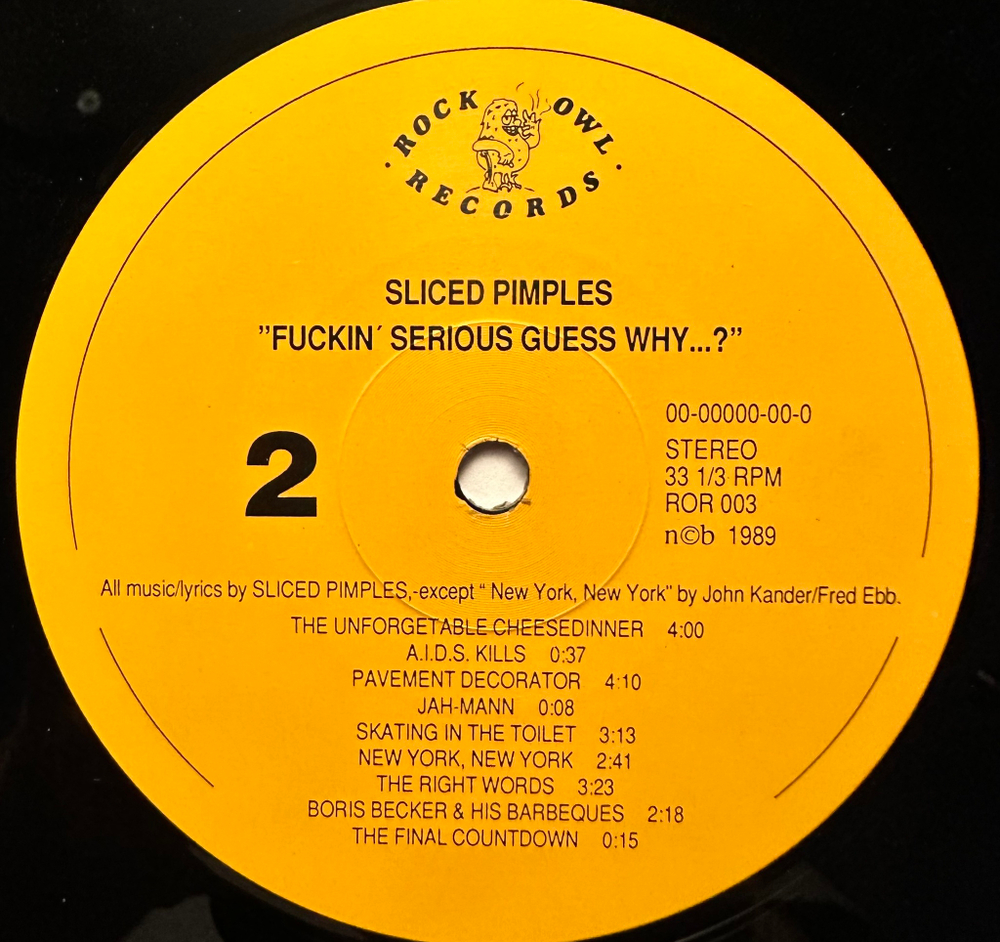 · ROCK OWL ·
RECORDS
SLICED PIMPLES
”FUCKIN´ SERIOUS GUESS WHY...?”
2
00-00000-00-0
STEREO
33 1/3 RPM
ROR 003
n©b 1989
All music/lyrics by SLICED PIMPLES,-except “ New York, New York” by John Kander/Fred Ebb.
THE UNFORGETABLE CHEESEDINNER 4:00
A.I.D.S. KILLS 0:37
PAVEMENT DECORATOR 4:10
JAH-MANN 0:08
SKATING IN THE TOILET 3:13
NEW YORK, NEW YORK 2:41
THE RIGHT WORDS 3:23
BORIS BECKER & HIS BARBEQUES 2:18
THE FINAL COUNTDOWN 0:15